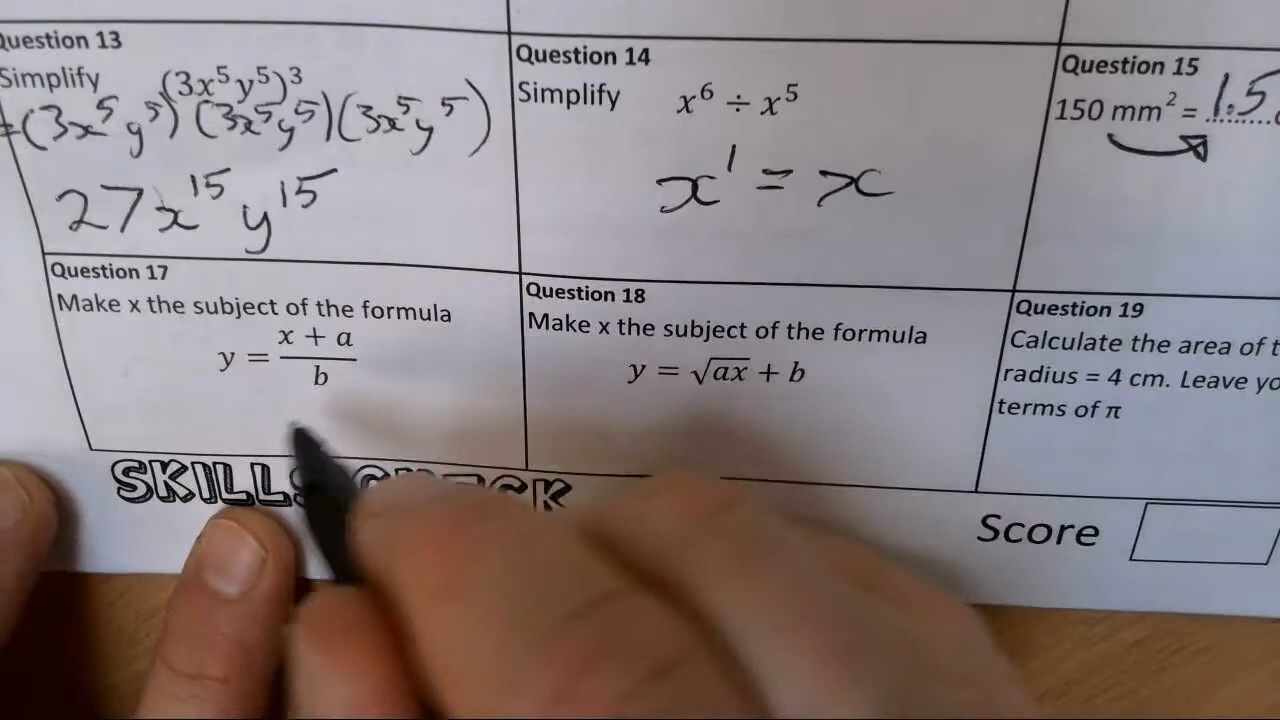 Question 13
Simplify (3x⁵y⁵)³
=(3x⁵y⁵)(3x⁵y⁵)(3x⁵y⁵)
27x¹⁵y¹⁵
Question 14
Simplify x⁶ ÷ x⁵
x¹ = x
Question 15
150 mm² = 1.5
Question 17
Make x the subject of the formula
y = (x + a)/b
Question 18
Make x the subject of the formula
y = √ax + b
Question 19
Calculate the area of t
radius = 4 cm. Leave yo
terms of π
SKILLS CHECK
Score